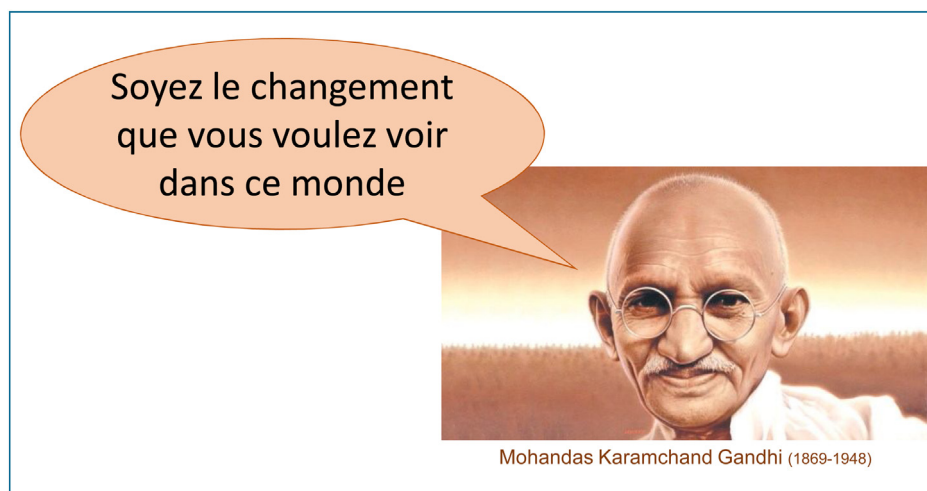 Soyez le changement
que vous voulez voir
dans ce monde
Mohandas Karamchand Gandhi (1869-1948)